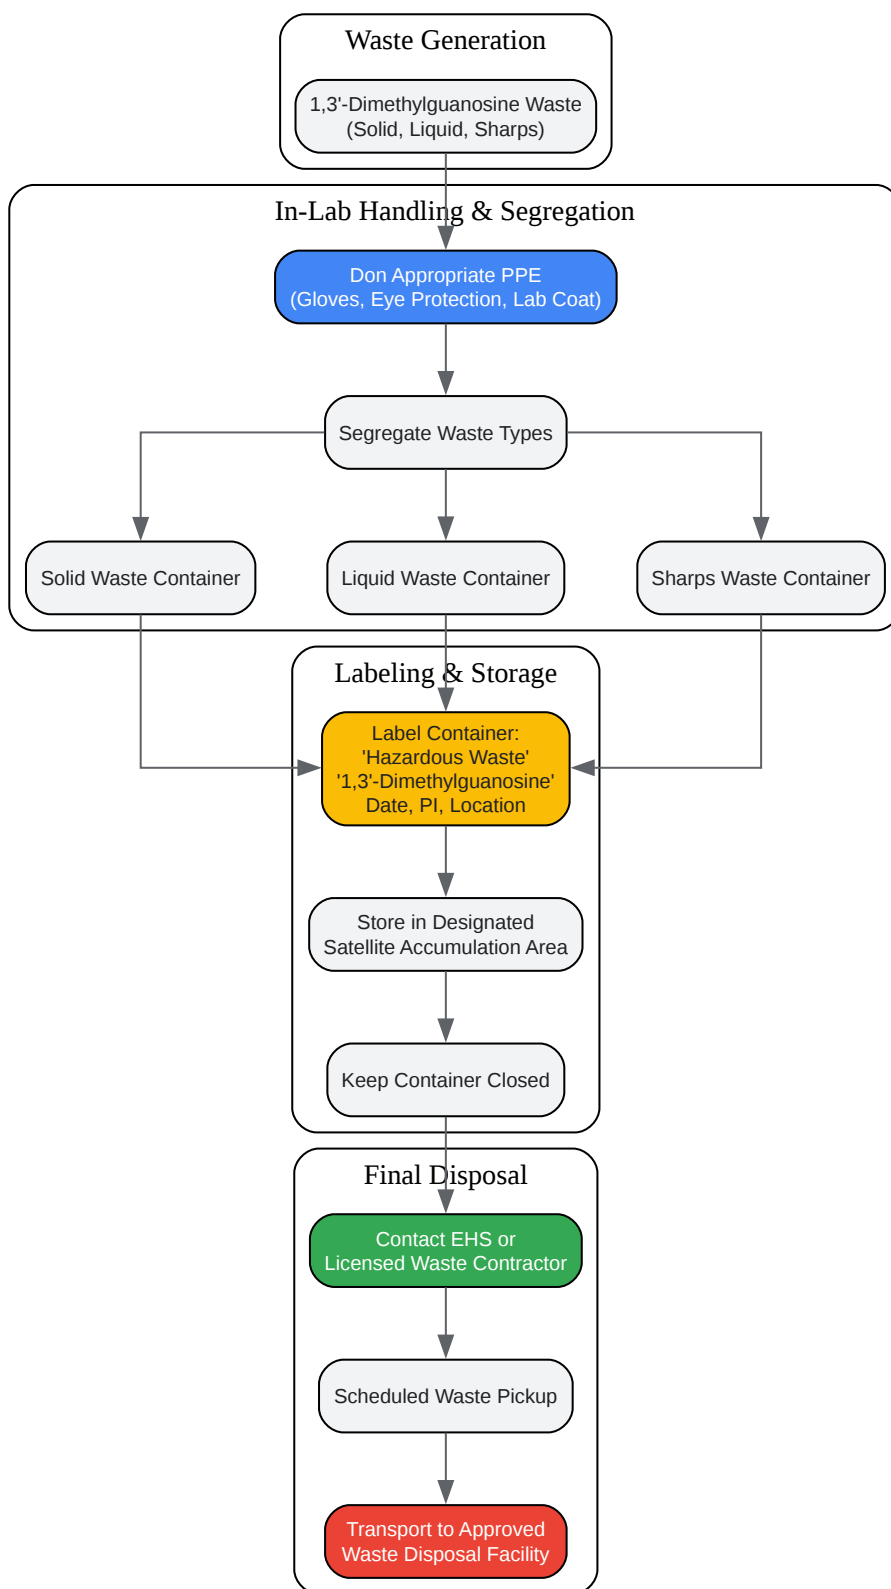 Waste Generation
1,3'-Dimethylguanosine Waste
(Solid, Liquid, Sharps)
In-Lab Handling & Segregation
Don Appropriate PPE
(Gloves, Eye Protection, Lab Coat)
Segregate Waste Types
Solid Waste Container
Liquid Waste Container
Sharps Waste Container
Labeling & Storage
Label Container:
'Hazardous Waste'
'1,3'-Dimethylguanosine'
Date, PI, Location
Store in Designated
Satellite Accumulation Area
Keep Container Closed
Final Disposal
Contact EHS or
Licensed Waste Contractor
Scheduled Waste Pickup
Transport to Approved
Waste Disposal Facility